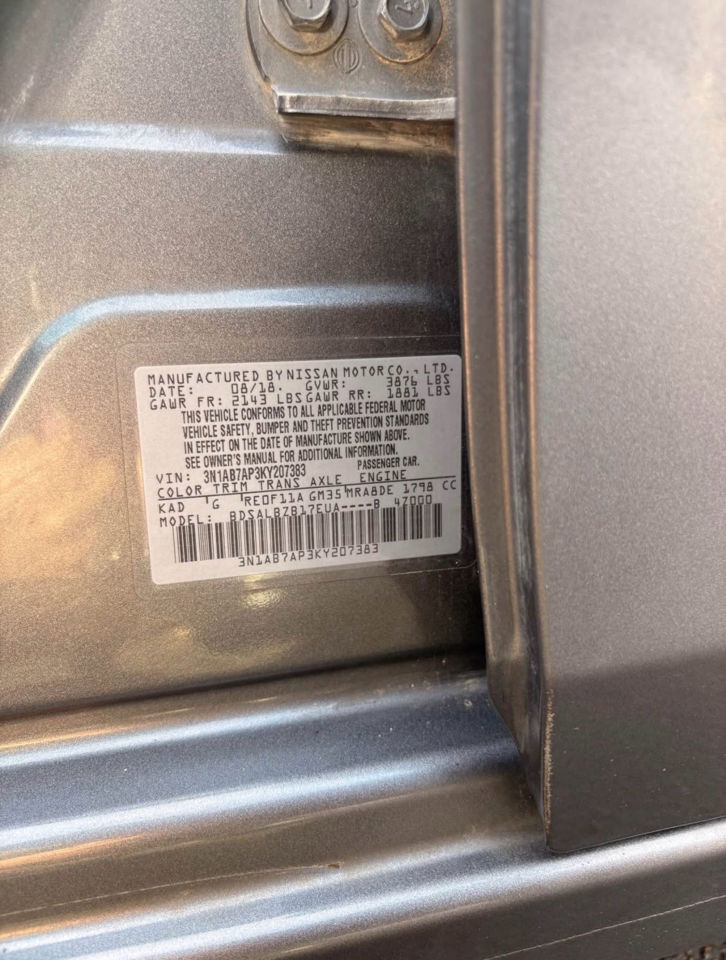 MANUFACTURED BY NISSAN MOTOR CO., LTD.
DATE: 08/18. GVWR: 3876 LBS
GAWR FR: 2143 LBS GAWR RR: 1881 LBS
THIS VEHICLE CONFORMS TO ALL APPLICABLE FEDERAL MOTOR
VEHICLE SAFETY, BUMPER AND THEFT PREVENTION STANDARDS
IN EFFECT ON THE DATE OF MANUFACTURE SHOWN ABOVE.
SEE OWNER'S MANUAL FOR ADDITIONAL INFORMATION.
VIN: 3N1AB7AP3KY207383 PASSENGER CAR.
COLOR TRIM TRANS AXLE ENGINE
KAD G RE0F11A GM35 MRA8DE 1798 CC
MODEL: BDSALBZB17EUA----B 47000
3N1AB7AP3KY207383